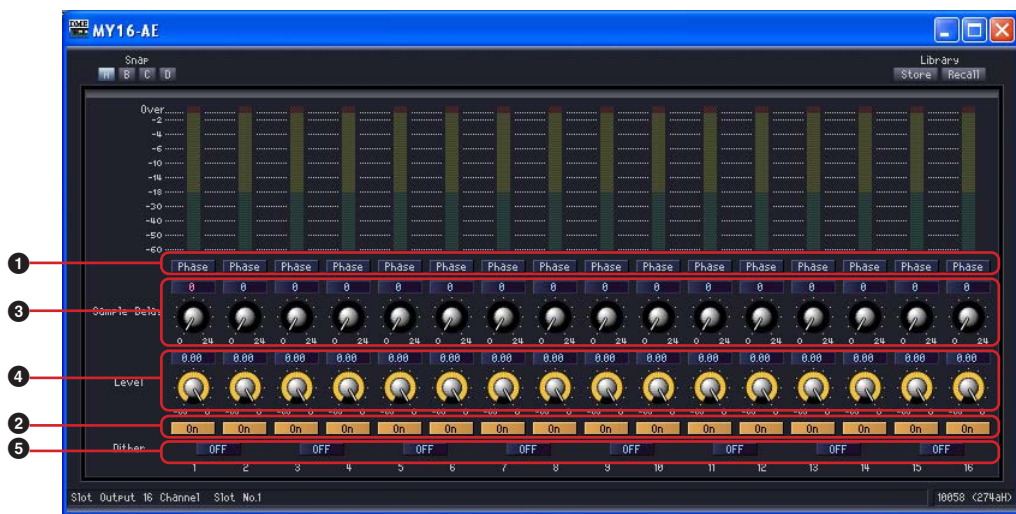 MY16-AE
Snap
A B C D
Library
Store Recall
Over
-2
-4
-6
-10
-14
-18
-30
-40
-50
-60
1
Phase Phase Phase Phase Phase Phase Phase Phase Phase Phase Phase Phase Phase Phase Phase Phase
0 0 0 0 0 0 0 0 0 0 0 0 0 0 0 0
3
Sample Delay
0 24 0 24 0 24 0 24 0 24 0 24 0 24 0 24 0 24 0 24 0 24 0 24 0 24 0 24 0 24 0 24
0.00 0.00 0.00 0.00 0.00 0.00 0.00 0.00 0.00 0.00 0.00 0.00 0.00 0.00 0.00 0.00
4
Level
2
On On On On On On On On On On On On On On On On
5
Dither
OFF OFF OFF OFF OFF OFF OFF OFF
1 2 3 4 5 6 7 8 9 10 11 12 13 14 15 16
Slot Output 16 Channel Slot No.1
10058 (274aH)